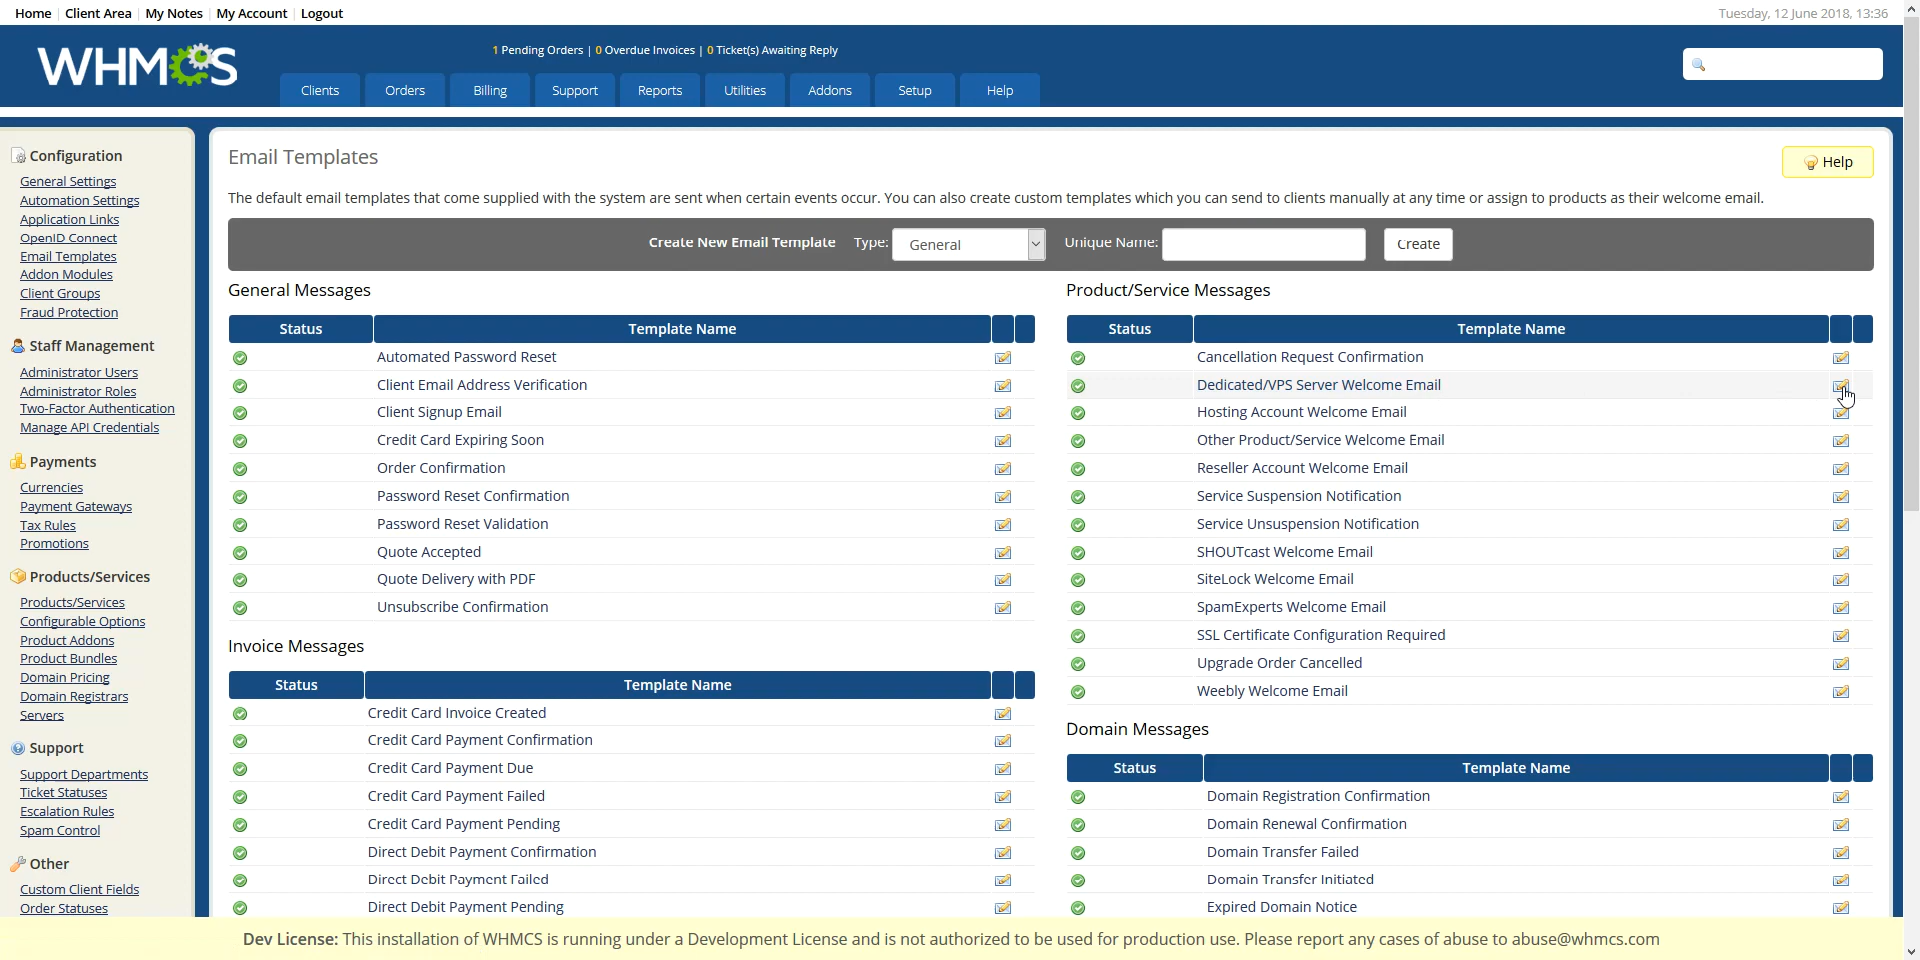 Home | Client Area | My Notes | My Account | Logout
Tuesday, 12 June 2018, 13:36
WHMCS
1 Pending Orders | 0 Overdue Invoices | 0 Ticket(s) Awaiting Reply
Clients Orders Billing Support Reports Utilities Addons Setup Help
Configuration
General Settings
Automation Settings
Application Links
OpenID Connect
Email Templates
Addon Modules
Client Groups
Fraud Protection
Staff Management
Administrator Users
Administrator Roles
Two-Factor Authentication
Manage API Credentials
Payments
Currencies
Payment Gateways
Tax Rules
Promotions
Products/Services
Products/Services
Configurable Options
Product Addons
Product Bundles
Domain Pricing
Domain Registrars
Servers
Support
Support Departments
Ticket Statuses
Escalation Rules
Spam Control
Other
Custom Client Fields
Order Statuses
Email Templates
Help
The default email templates that come supplied with the system are sent when certain events occur. You can also create custom templates which you can send to clients manually at any time or assign to products as their welcome email.
Create New Email Template Type: General Unique Name: Create
General Messages
Status Template Name
Automated Password Reset
Client Email Address Verification
Client Signup Email
Credit Card Expiring Soon
Order Confirmation
Password Reset Confirmation
Password Reset Validation
Quote Accepted
Quote Delivery with PDF
Unsubscribe Confirmation
Invoice Messages
Status Template Name
Credit Card Invoice Created
Credit Card Payment Confirmation
Credit Card Payment Due
Credit Card Payment Failed
Credit Card Payment Pending
Direct Debit Payment Confirmation
Direct Debit Payment Failed
Direct Debit Payment Pending
Product/Service Messages
Status Template Name
Cancellation Request Confirmation
Dedicated/VPS Server Welcome Email
Hosting Account Welcome Email
Other Product/Service Welcome Email
Reseller Account Welcome Email
Service Suspension Notification
Service Unsuspension Notification
SHOUTcast Welcome Email
SiteLock Welcome Email
SpamExperts Welcome Email
SSL Certificate Configuration Required
Upgrade Order Cancelled
Weebly Welcome Email
Domain Messages
Status Template Name
Domain Registration Confirmation
Domain Renewal Confirmation
Domain Transfer Failed
Domain Transfer Initiated
Expired Domain Notice
Dev License: This installation of WHMCS is running under a Development License and is not authorized to be used for production use. Please report any cases of abuse to abuse@whmcs.com